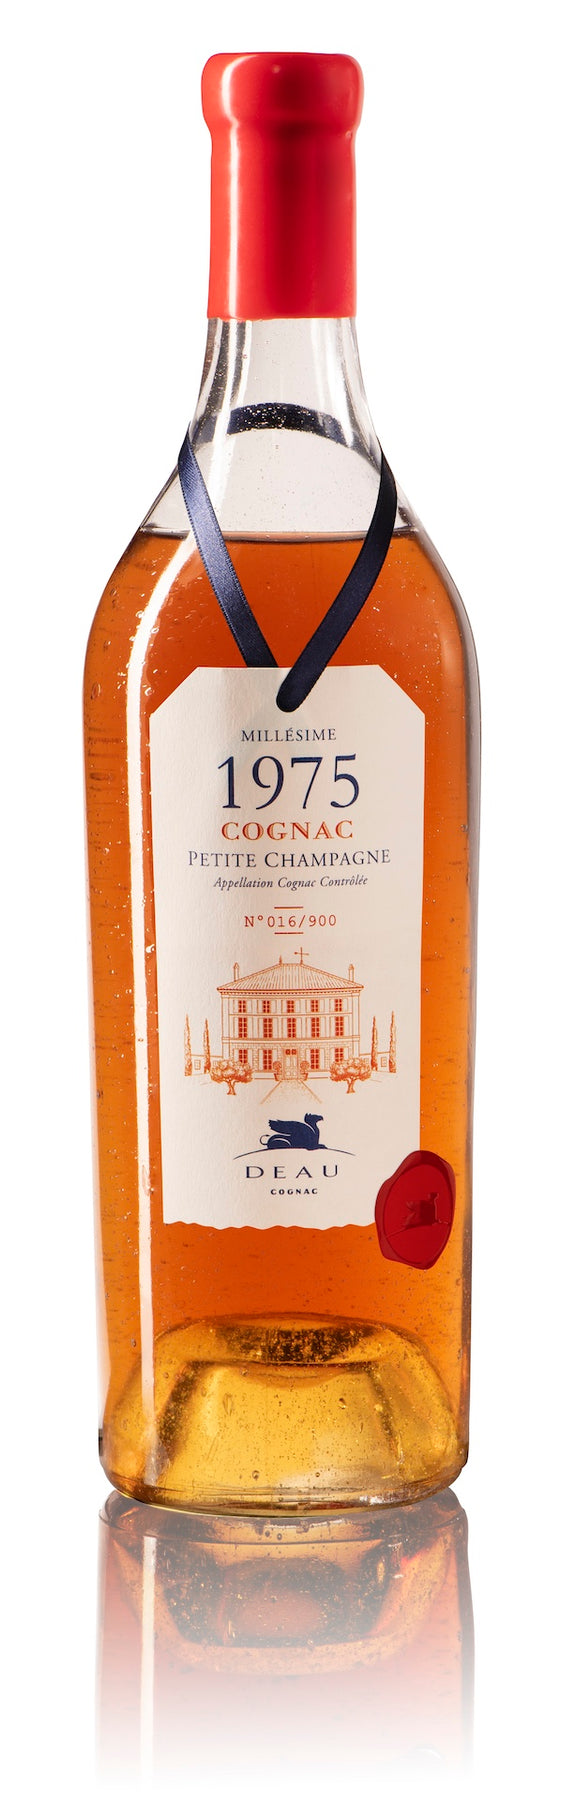 MILLÉSIME
1975
COGNAC
PETITE CHAMPAGNE
Appellation Cognac Contrôlée
N°016/900
DEAU
COGNAC